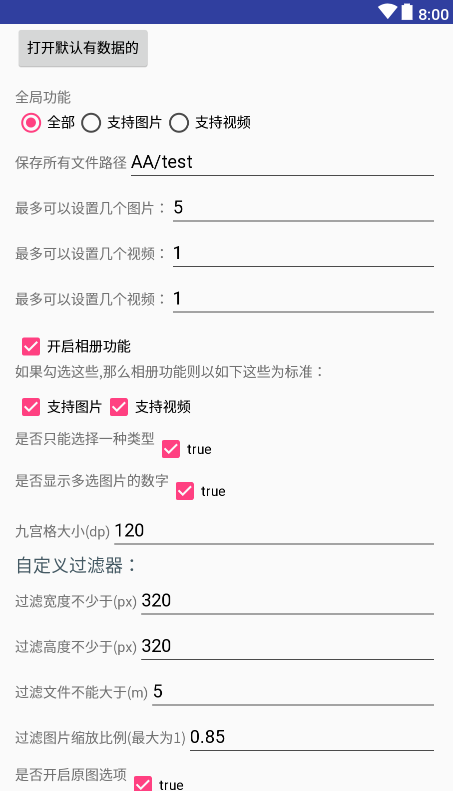 8:00
打开默认有数据的
全局功能
全部 支持图片 支持视频
保存所有文件路径 AA/test
最多可以设置几个图片： 5
最多可以设置几个视频： 1
最多可以设置几个视频： 1
开启相册功能
如果勾选这些,那么相册功能则以如下这些为标准：
支持图片 支持视频
是否只能选择一种类型 true
是否显示多选图片的数字 true
九宫格大小(dp) 120
自定义过滤器：
过滤宽度不少于(px) 320
过滤高度不少于(px) 320
过滤文件不能大于(m) 5
过滤图片缩放比例(最大为1) 0.85
是否开启原图选项 true